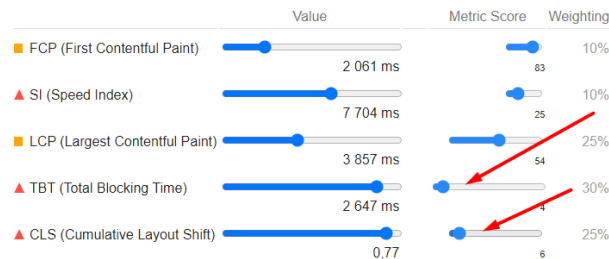 Value Metric Score Weighting
FCP (First Contentful Paint) 10%
2 061 ms 83
SI (Speed Index) 10%
7 704 ms 25
LCP (Largest Contentful Paint) 25%
3 857 ms 54
TBT (Total Blocking Time) 30%
2 647 ms 4
CLS (Cumulative Layout Shift) 25%
0,77 6